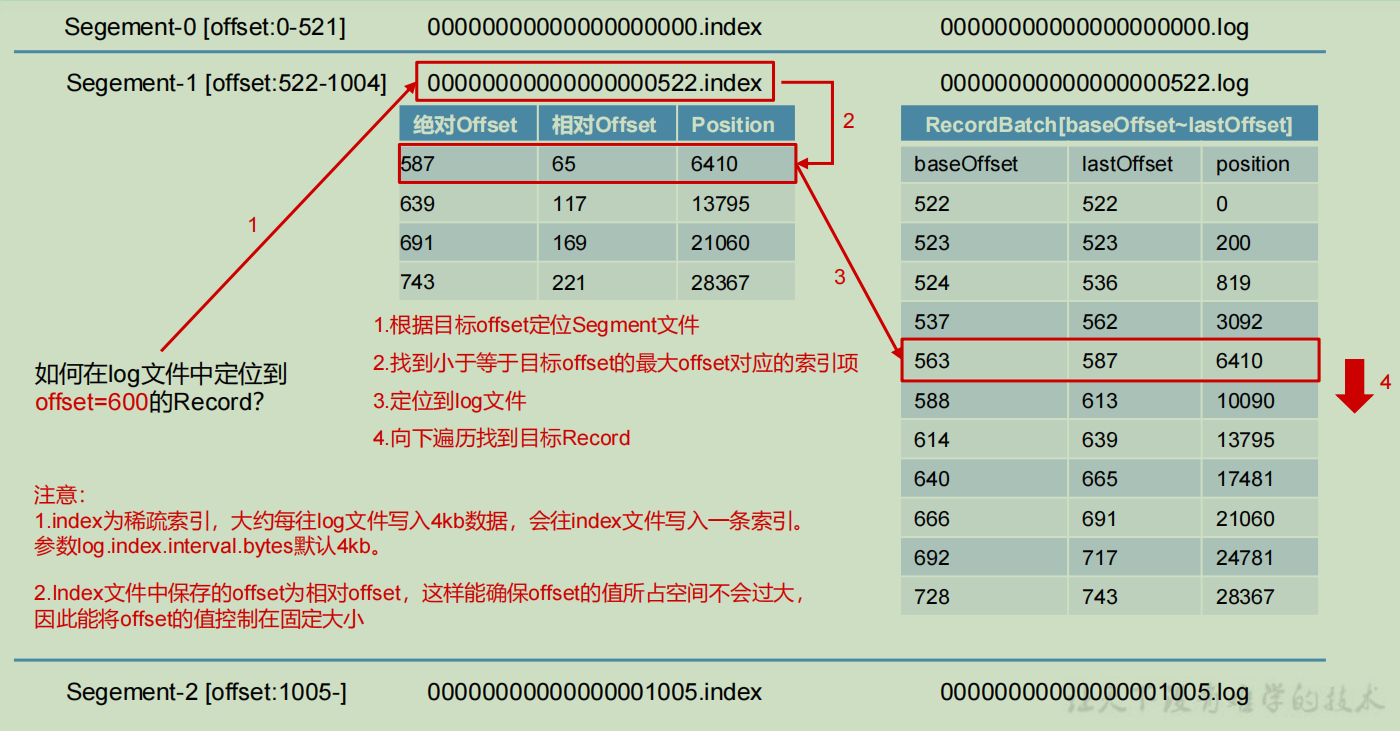 Segement-0 [offset:0-521] 00000000000000000000.index 00000000000000000000.log
Segement-1 [offset:522-1004] 00000000000000000522.index 00000000000000000522.log
绝对Offset 相对Offset Position
587 65 6410
639 117 13795
691 169 21060
743 221 28367
2
RecordBatch[baseOffset~lastOffset]
baseOffset lastOffset position
522 522 0
523 523 200
524 536 819
537 562 3092
563 587 6410
588 613 10090
614 639 13795
640 665 17481
666 691 21060
692 717 24781
728 743 28367
1
3
4
如何在log文件中定位到
offset=600的Record?
1.根据目标offset定位Segment文件
2.找到小于等于目标offset的最大offset对应的索引项
3.定位到log文件
4.向下遍历找到目标Record
注意：
1.index为稀疏索引，大约每往log文件写入4kb数据，会往index文件写入一条索引。
参数log.index.interval.bytes默认4kb。
2.Index文件中保存的offset为相对offset，这样能确保offset的值所占空间不会过大，
因此能将offset的值控制在固定大小
Segement-2 [offset:1005-] 00000000000000001005.index 00000000000000001005.log
让天下没有难学的技术